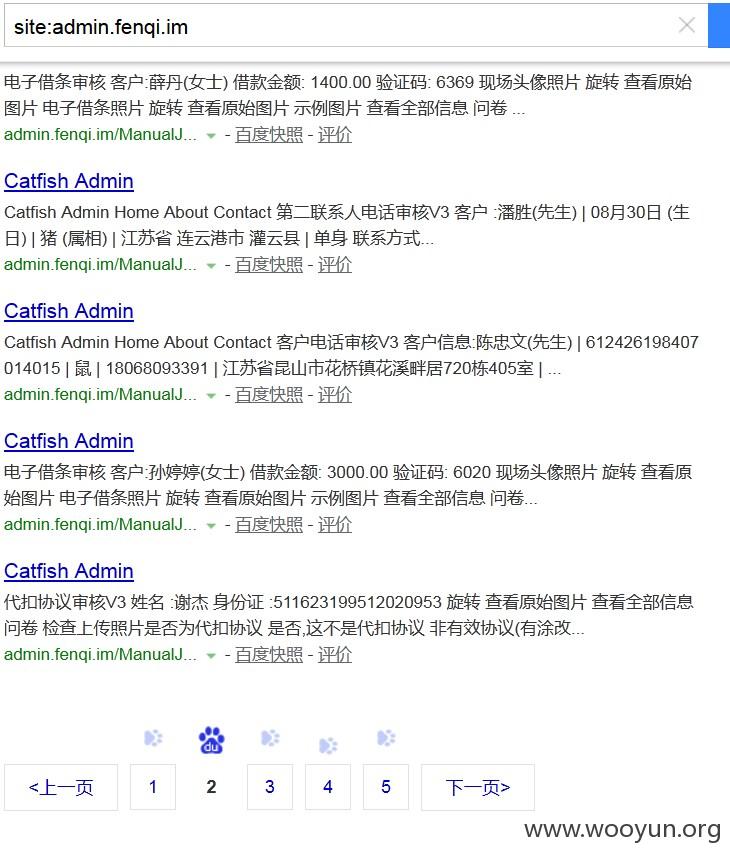 site:admin.fenqi.im
电子借条审核 客户:薛丹(女士) 借款金额: 1400.00 验证码: 6369 现场头像照片 旋转 查看原始
图片 电子借条照片 旋转 查看原始图片 示例图片 查看全部信息 问卷 ...
admin.fenqi.im/ManualJ... - 百度快照 - 评价
Catfish Admin
Catfish Admin Home About Contact 第二联系人电话审核V3 客户 :潘胜(先生) | 08月30日 (生
日) | 猪 (属相) | 江苏省 连云港市 灌云县 | 单身 联系方式...
admin.fenqi.im/ManualJ... - 百度快照 - 评价
Catfish Admin
Catfish Admin Home About Contact 客户电话审核V3 客户信息:陈忠文(先生) | 612426198407
014015 | 鼠 | 18068093391 | 江苏省昆山市花桥镇花溪畔居720栋405室 | ...
admin.fenqi.im/ManualJ... - 百度快照 - 评价
Catfish Admin
电子借条审核 客户:孙婷婷(女士) 借款金额: 3000.00 验证码: 6020 现场头像照片 旋转 查看原
始图片 电子借条照片 旋转 查看原始图片 示例图片 查看全部信息 问卷...
admin.fenqi.im/ManualJ... - 百度快照 - 评价
Catfish Admin
代扣协议审核V3 姓名 :谢杰 身份证 :511623199512020953 旋转 查看原始图片 查看全部信息
问卷 检查上传照片是否为代扣协议 是否,这不是代扣协议 非有效协议(有涂改...
admin.fenqi.im/ManualJ... - 百度快照 - 评价
du
<上一页 1 2 3 4 5 下一页>
www.wooyun.org